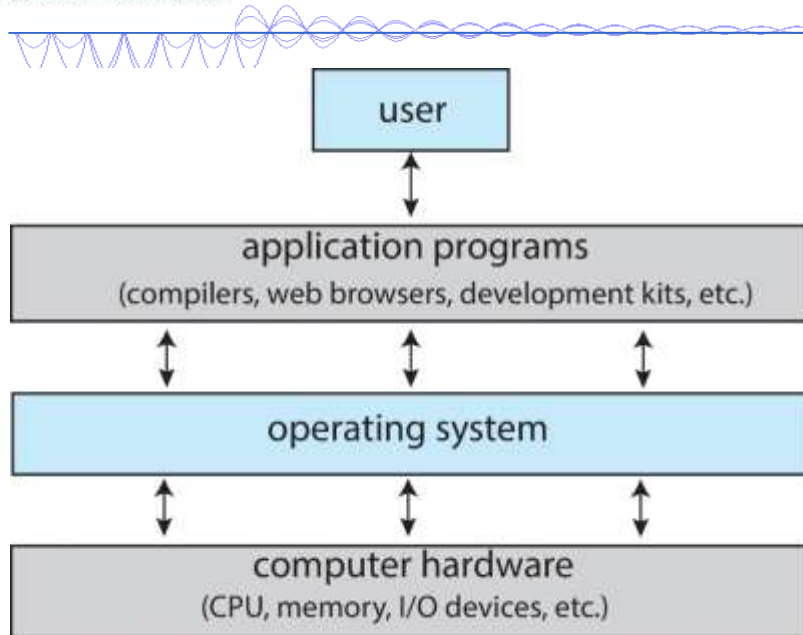 user
application programs
(compilers, web browsers, development kits, etc.)
operating system
computer hardware
(CPU, memory, I/O devices, etc.)